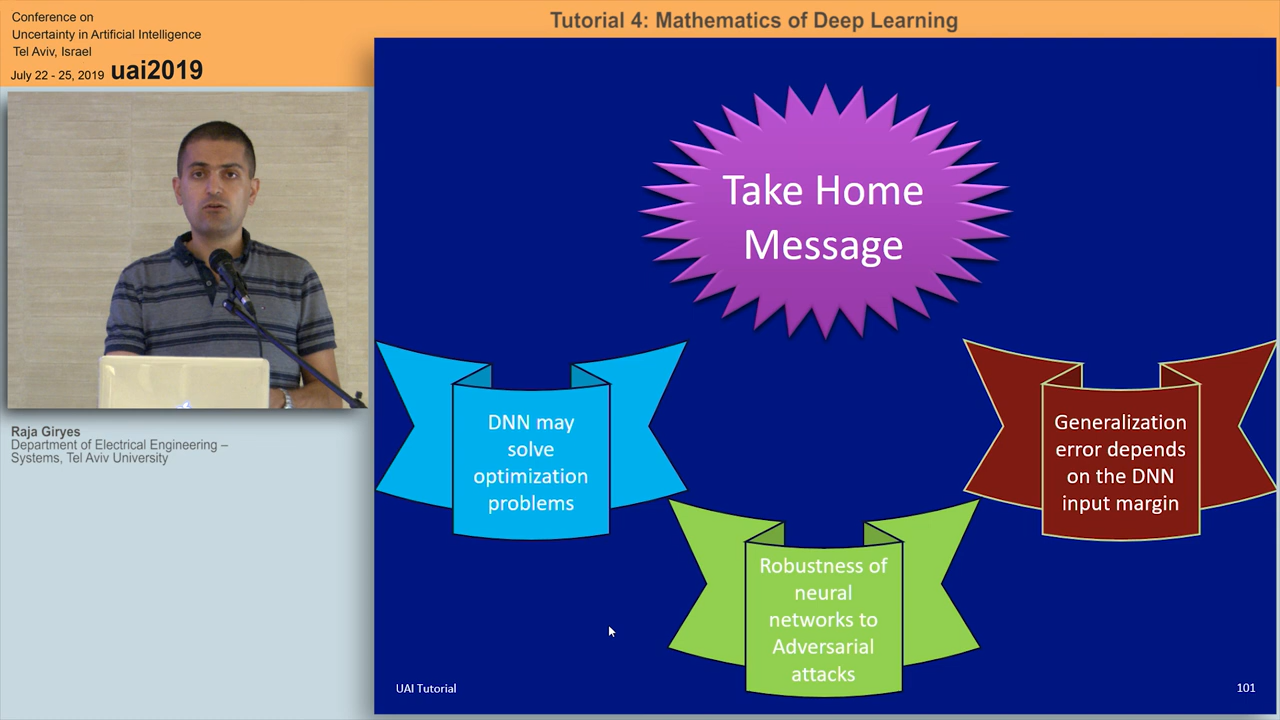 Conference on
Uncertainty in Artificial Intelligence
Tel Aviv, Israel
July 22 - 25, 2019 uai2019
Tutorial 4: Mathematics of Deep Learning
Raja Giryes
Department of Electrical Engineering –
Systems, Tel Aviv University
Take Home
Message
DNN may
solve
optimization
problems
Robustness of
neural
networks to
Adversarial
attacks
Generalization
error depends
on the DNN
input margin
UAI Tutorial
101